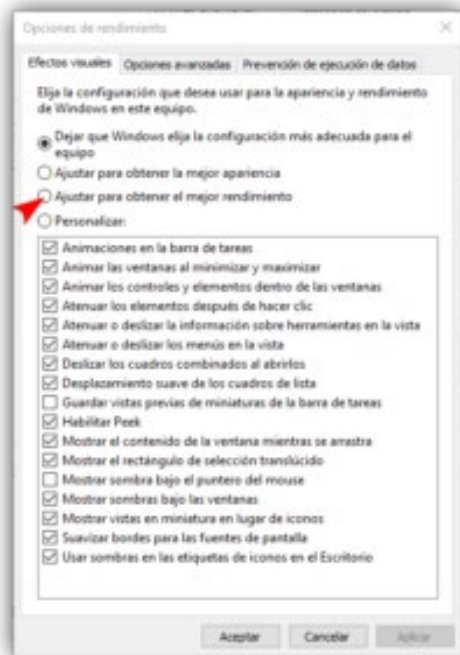 Opciones de rendimiento
Efectos visuales Opciones avanzadas Prevención de ejecución de datos
Elija la configuración que desea usar para la apariencia y rendimiento
de Windows en este equipo.
Dejar que Windows elija la configuración más adecuada para el
equipo
Ajustar para obtener la mejor apariencia
Ajustar para obtener el mejor rendimiento
Personalizar:
Animaciones en la barra de tareas
Animar las ventanas al minimizar y maximizar
Animar los controles y elementos dentro de las ventanas
Atenuar los elementos después de hacer clic
Atenuar o deslizar la información sobre herramientas en la vista
Atenuar o deslizar los menús en la vista
Deslizar los cuadros combinados al abrirlos
Desplazamiento suave de los cuadros de lista
Guardar vistas previas de miniaturas de la barra de tareas
Habilitar Peek
Mostrar el contenido de la ventana mientras se arrastra
Mostrar el rectángulo de selección translúcido
Mostrar sombra bajo el puntero del mouse
Mostrar sombras bajo las ventanas
Mostrar vistas en miniatura en lugar de iconos
Suavizar bordes para las fuentes de pantalla
Usar sombras en las etiquetas de iconos en el Escritorio
Aceptar Cancelar Aplicar